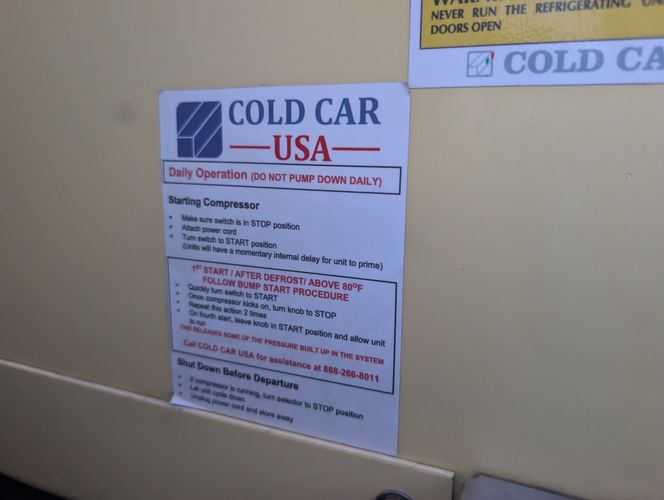 WARN
NEVER RUN THE REFRIGERATING UN
DOORS OPEN
COLD CA
COLD CAR
USA
Daily Operation (DO NOT PUMP DOWN DAILY)
Starting Compressor
• Make sure switch is in STOP position
• Attach power cord
• Turn switch to START position
(Units will have a momentary internal delay for unit to prime)
1ST START / AFTER DEFROST/ ABOVE 80°F
FOLLOW BUMP START PROCEDURE
• Quickly turn switch to START
• Once compressor kicks on, turn knob to STOP
• Repeat this action 2 times
• On fourth start, leave knob in START position and allow unit
to run
THIS RELEASES SOME OF THE PRESSURE BUILT UP IN THE SYSTEM
Call COLD CAR USA for assistance at 888-266-8011
Shut Down Before Departure
• If compressor is running, turn selector to STOP position
• Let unit cycle down
• Unplug power cord and store away